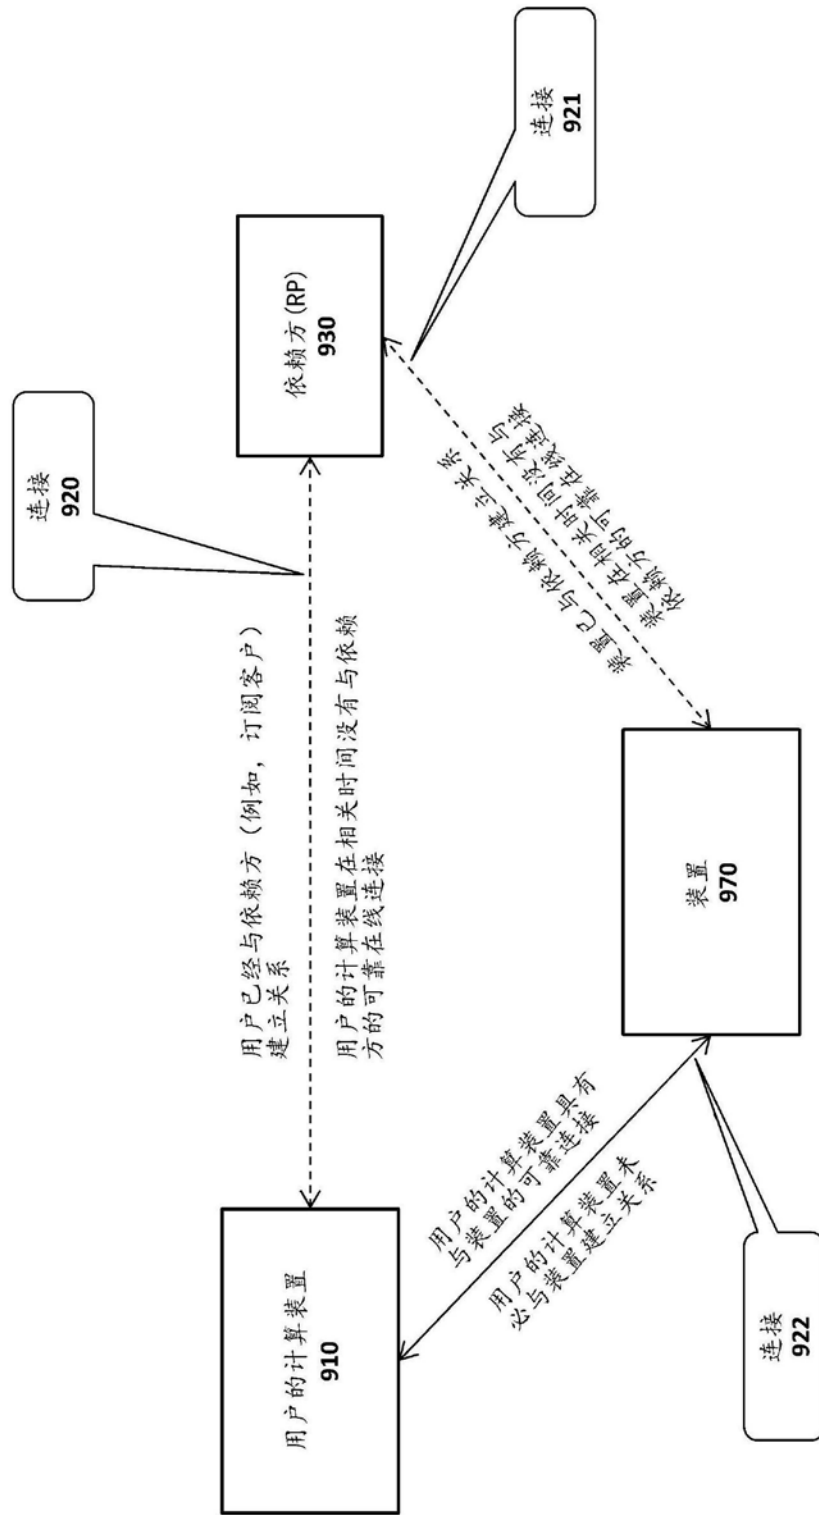 连接
920
用户已经与依赖方 (例如，订阅客户)
建立关系
用户的计算装置在相关时间没有与依赖
方的可靠在线连接
用户的计算装置
910
依赖方(RP)
930
连接
921
装置已与依赖方建立关系
装置在相关时间没有与
依赖方的可靠在线连接
用户的计算装置具有
与装置的可靠连接
用户的计算装置未
必与装置建立关系
装置
970
连接
922